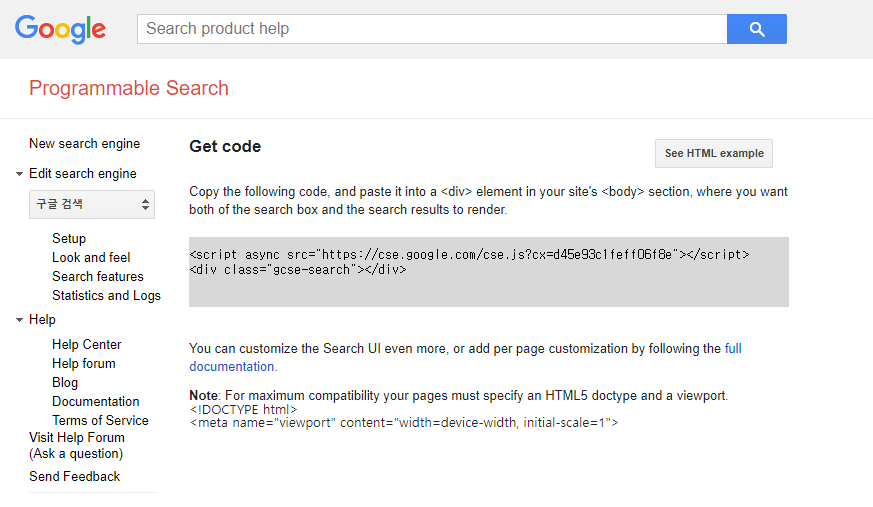 Google
Search product help
Programmable Search
New search engine
Edit search engine
구글 검색
Setup
Look and feel
Search features
Statistics and Logs
Help
Help Center
Help forum
Blog
Documentation
Terms of Service
Visit Help Forum
(Ask a question)
Send Feedback
Get code
See HTML example
Copy the following code, and paste it into a <div> element in your site's <body> section, where you want
both of the search box and the search results to render.
<script async src="https://cse.google.com/cse.js?cx=d45e93c1feff06f8e"></script>
<div class="gcse-search"></div>
You can customize the Search UI even more, or add per page customization by following the full
documentation.
Note: For maximum compatibility your pages must specify an HTML5 doctype and a viewport.
<!DOCTYPE html>
<meta name="viewport" content="width=device-width, initial-scale=1">